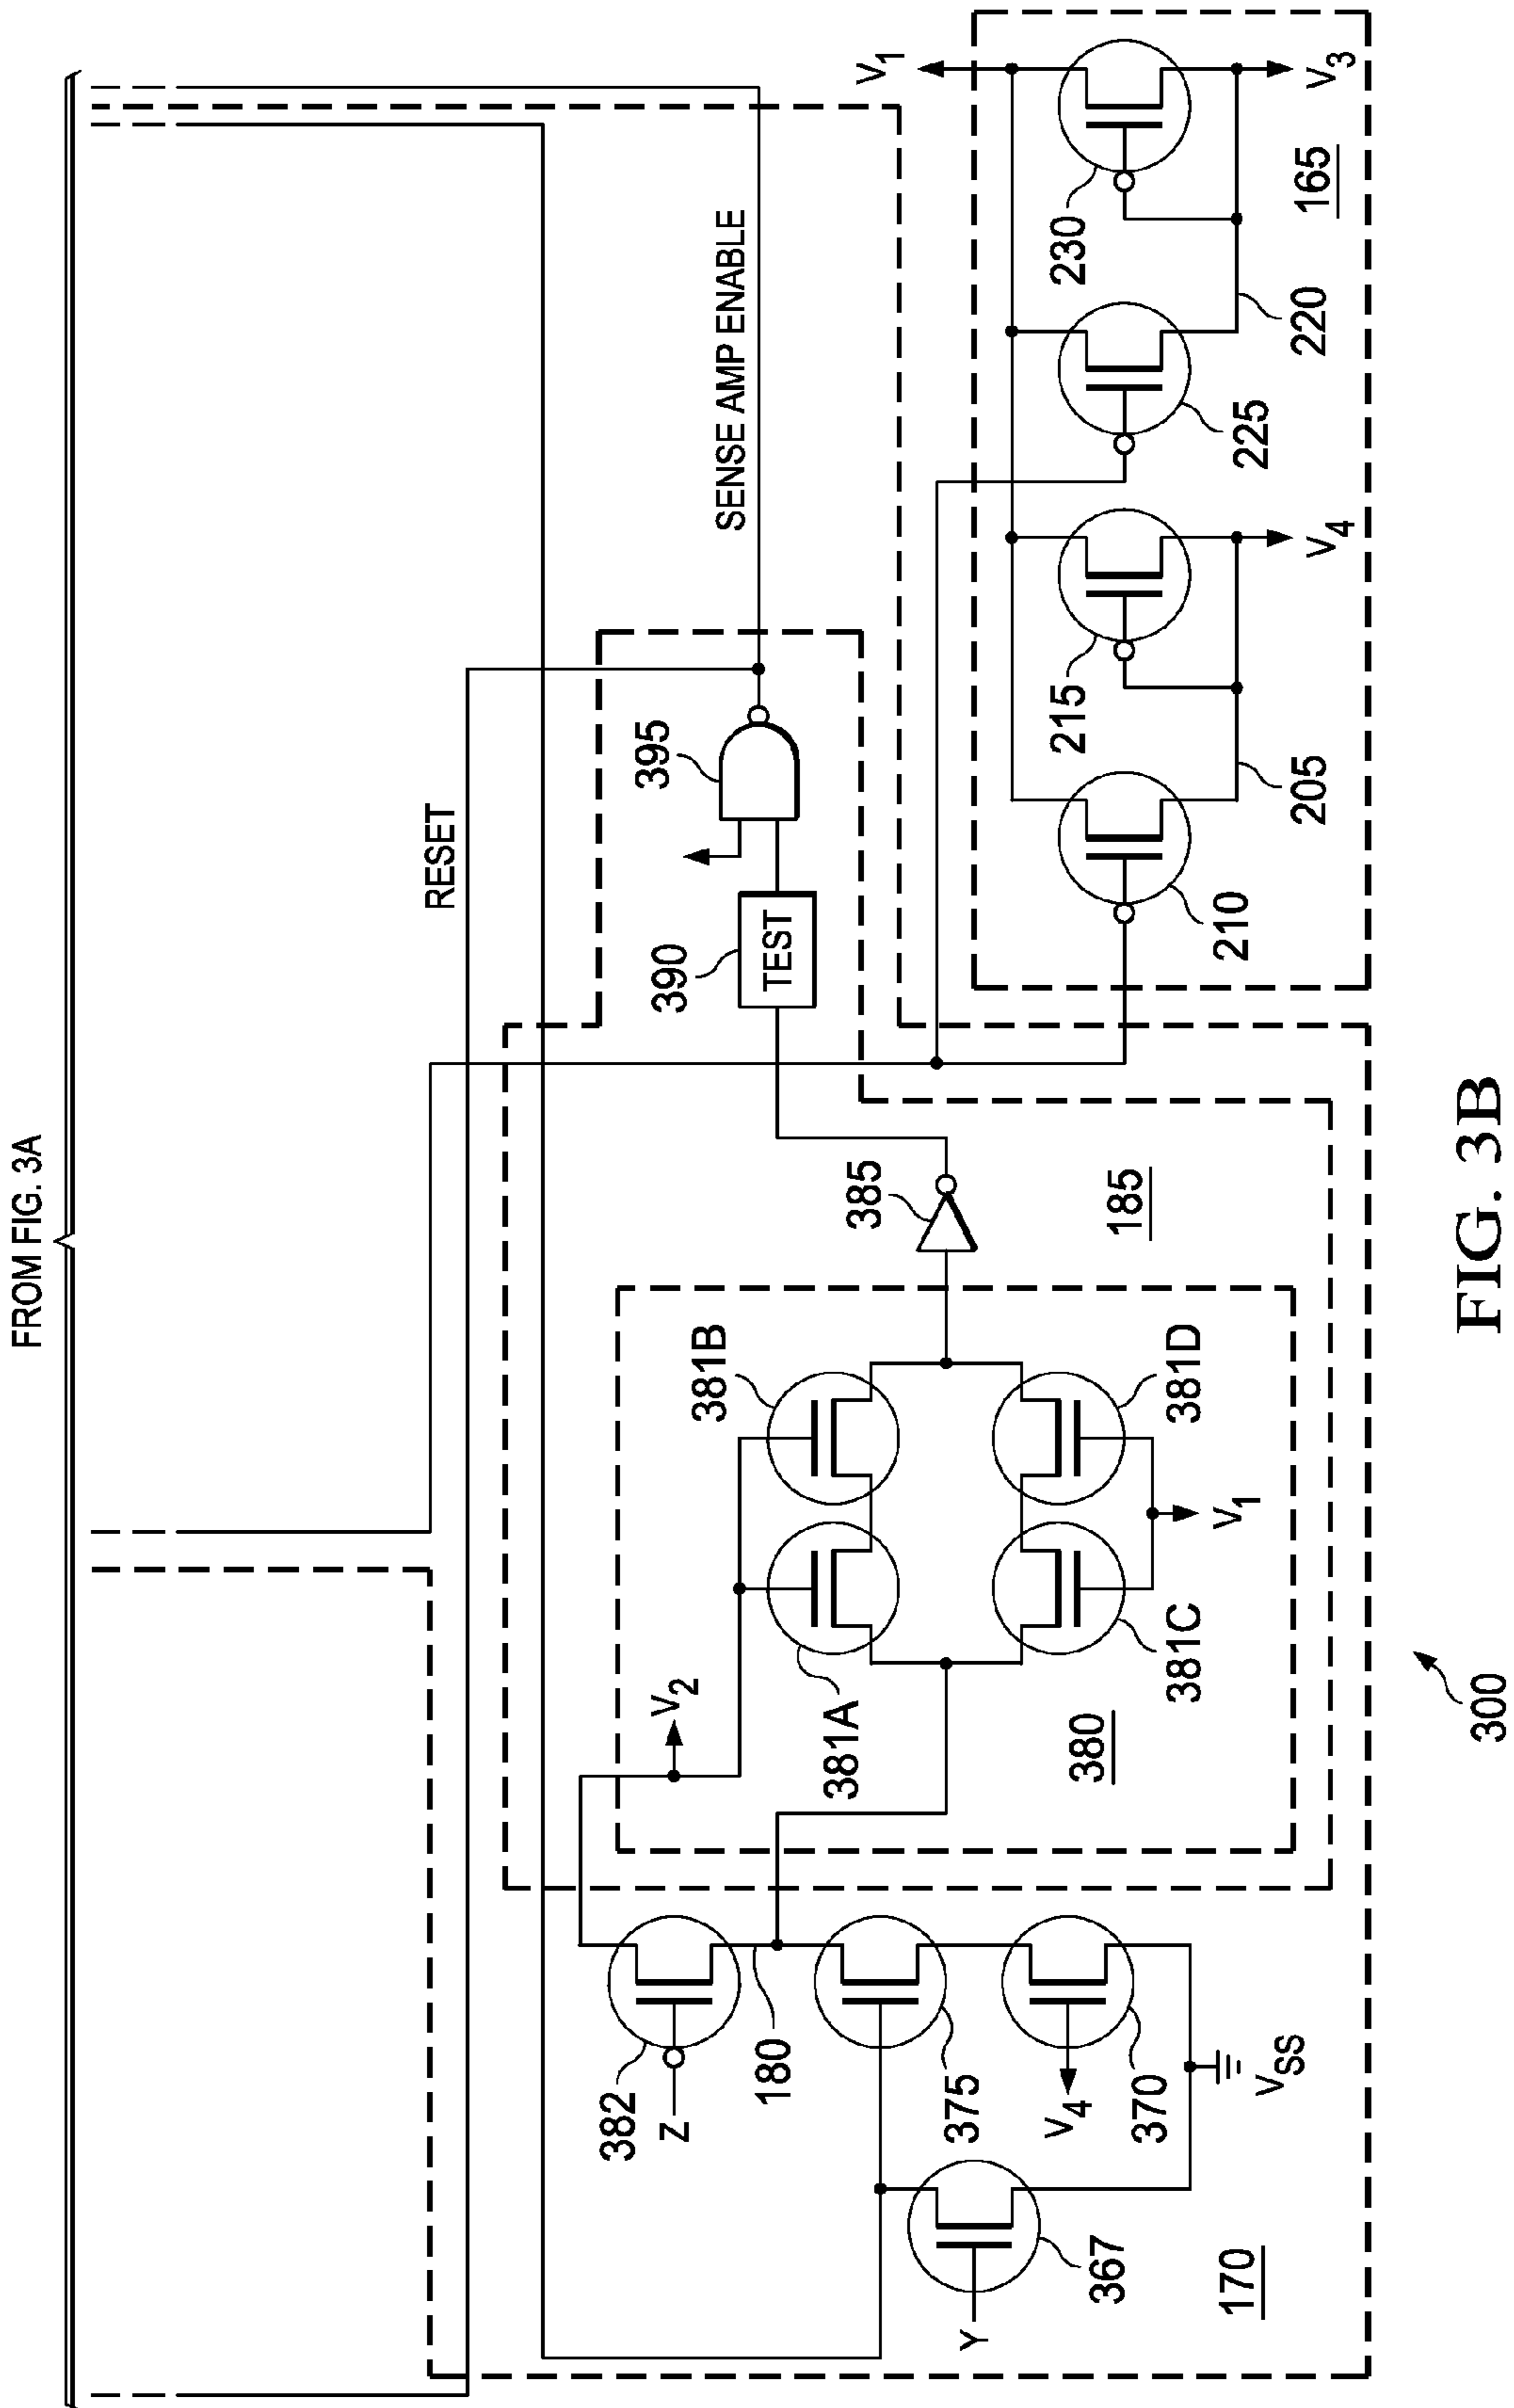 FROM FIG. 3A
RESET
SENSE AMP ENABLE
395
390
TEST
V1
230
V3
165
220
225
V4
215
205
210
385
185
381B
381D
V2
381A
381C
V1
380
382
Z
180
375
V4
370
VSS
Y
367
170
300
FIG. 3B